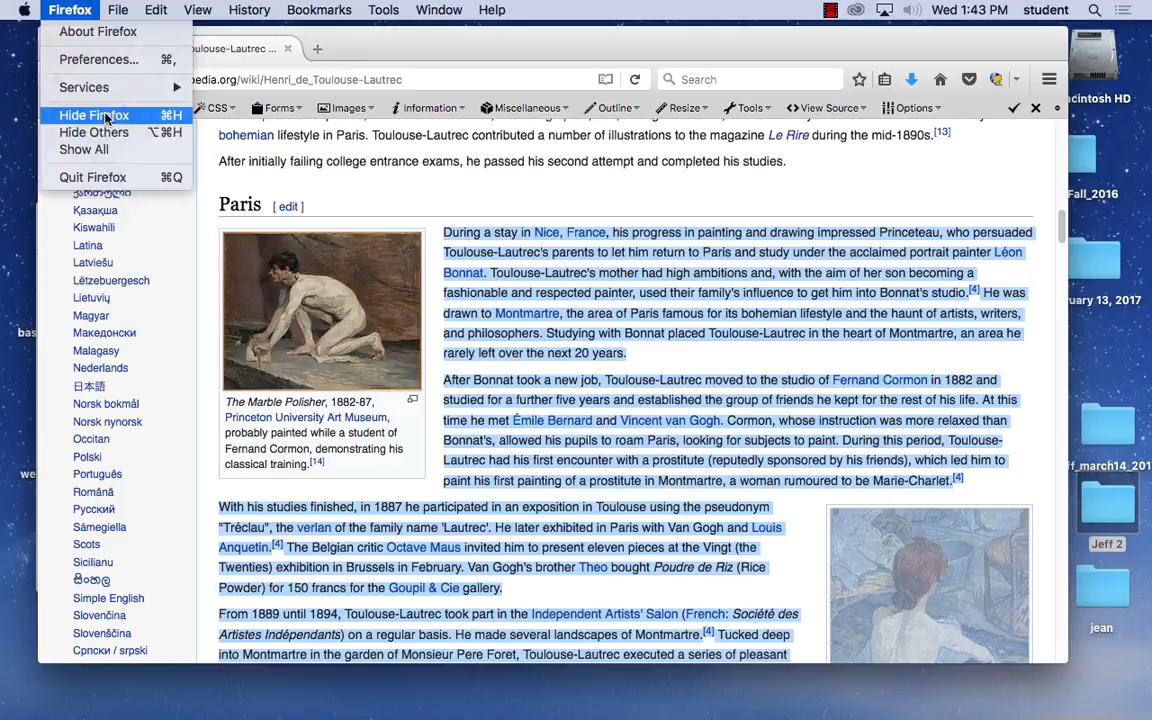 Firefox File Edit View History Bookmarks Tools Window Help Wed 1:43 PM student
About Firefox
Preferences... ⌘,
Services
Hide Firefox ⌘H
Hide Others ⌥⌘H
Show All
Quit Firefox ⌘Q
oulouse-Lautrec ...
pedia.org/wiki/Henri_de_Toulouse-Lautrec Search
CSS Forms Images Information Miscellaneous Outline Resize Tools View Source Options
bohemian lifestyle in Paris. Toulouse-Lautrec contributed a number of illustrations to the magazine Le Rire during the mid-1890s.[13]
After initially failing college entrance exams, he passed his second attempt and completed his studies.
Paris [ edit ]
During a stay in Nice, France, his progress in painting and drawing impressed Princeteau, who persuaded
Toulouse-Lautrec's parents to let him return to Paris and study under the acclaimed portrait painter Léon
Bonnat. Toulouse-Lautrec's mother had high ambitions and, with the aim of her son becoming a
fashionable and respected painter, used their family's influence to get him into Bonnat's studio.[4] He was
drawn to Montmartre, the area of Paris famous for its bohemian lifestyle and the haunt of artists, writers,
and philosophers. Studying with Bonnat placed Toulouse-Lautrec in the heart of Montmartre, an area he
rarely left over the next 20 years.
After Bonnat took a new job, Toulouse-Lautrec moved to the studio of Fernand Cormon in 1882 and
studied for a further five years and established the group of friends he kept for the rest of his life. At this
time he met Émile Bernard and Vincent van Gogh. Cormon, whose instruction was more relaxed than
Bonnat's, allowed his pupils to roam Paris, looking for subjects to paint. During this period, Toulouse-
Lautrec had his first encounter with a prostitute (reputedly sponsored by his friends), which led him to
paint his first painting of a prostitute in Montmartre, a woman rumoured to be Marie-Charlet.[4]
The Marble Polisher, 1882-87,
Princeton University Art Museum,
probably painted while a student of
Fernand Cormon, demonstrating his
classical training.[14]
With his studies finished, in 1887 he participated in an exposition in Toulouse using the pseudonym
"Tréclau", the verlan of the family name 'Lautrec'. He later exhibited in Paris with Van Gogh and Louis
Anquetin.[4] The Belgian critic Octave Maus invited him to present eleven pieces at the Vingt (the
Twenties) exhibition in Brussels in February. Van Gogh's brother Theo bought Poudre de Riz (Rice
Powder) for 150 francs for the Goupil & Cie gallery.
From 1889 until 1894, Toulouse-Lautrec took part in the Independent Artists' Salon (French: Société des
Artistes Indépendants) on a regular basis. He made several landscapes of Montmartre.[4] Tucked deep
into Montmartre in the garden of Monsieur Pere Foret, Toulouse-Lautrec executed a series of pleasant
ქართული
Қазақша
Kiswahili
Latina
Latviešu
Lëtzebuergesch
Lietuvių
Magyar
Македонски
Malagasy
Nederlands
日本語
Norsk bokmål
Norsk nynorsk
Occitan
Polski
Português
Română
Русский
Sámegiella
Scots
Sicilianu
සිංහල
Simple English
Slovenčina
Slovenščina
Српски / srpski
bas
we
acintosh HD
Fall_2016
uary 13, 2017
ff_march14_201
Jeff 2
jean